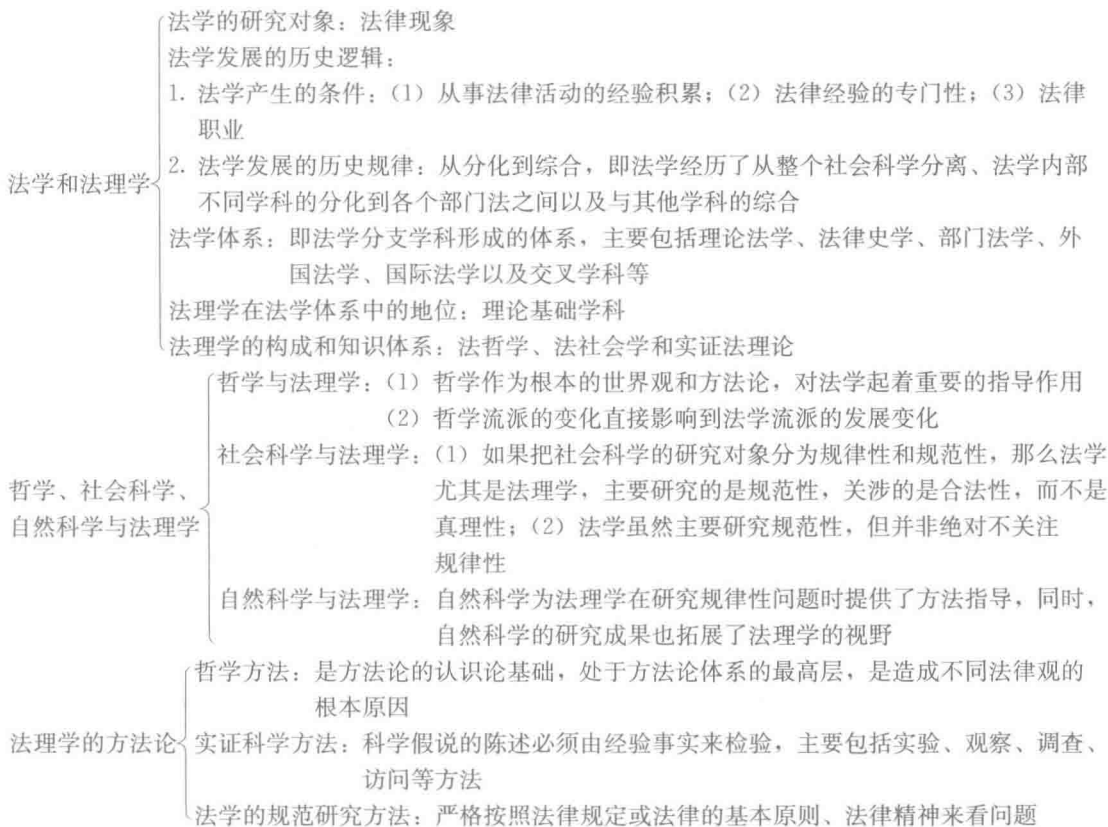 法学和法理学
法学的研究对象：法律现象
法学发展的历史逻辑：
1. 法学产生的条件：（1）从事法律活动的经验积累；（2）法律经验的专门性；（3）法律
职业
2. 法学发展的历史规律：从分化到综合，即法学经历了从整个社会科学分离、法学内部
不同学科的分化到各个部门法之间以及与其他学科的综合
法学体系：即法学分支学科形成的体系，主要包括理论法学、法律史学、部门法学、外
国法学、国际法学以及交叉学科等
法理学在法学体系中的地位：理论基础学科
法理学的构成和知识体系：法哲学、法社会学和实证法理论
哲学、社会科学、
自然科学与法理学
哲学与法理学：（1）哲学作为根本的世界观和方法论，对法学起着重要的指导作用
（2）哲学流派的变化直接影响到法学流派的发展变化
社会科学与法理学：（1）如果把社会科学的研究对象分为规律性和规范性，那么法学
尤其是法理学，主要研究的是规范性，关涉的是合法性，而不是
真理性；（2）法学虽然主要研究规范性，但并非绝对不关注
规律性
自然科学与法理学：自然科学为法理学在研究规律性问题时提供了方法指导，同时，
自然科学的研究成果也拓展了法理学的视野
法理学的方法论
哲学方法：是方法论的认识论基础，处于方法论体系的最高层，是造成不同法律观的
根本原因
实证科学方法：科学假说的陈述必须由经验事实来检验，主要包括实验、观察、调查、
访问等方法
法学的规范研究方法：严格按照法律规定或法律的基本原则、法律精神来看问题